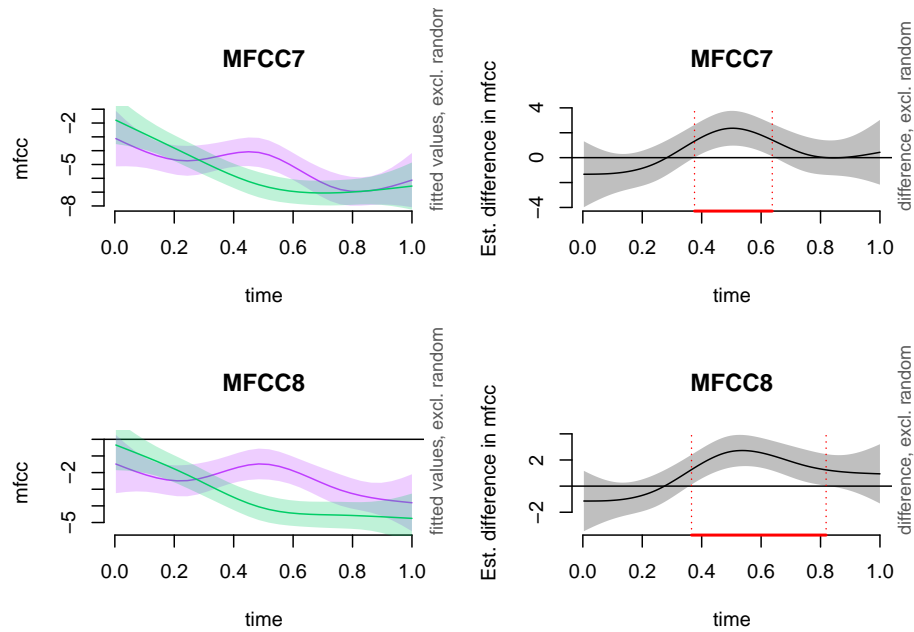 MFCC7
mfcc
−2
−5
−8
0.0 0.2 0.4 0.6 0.8 1.0
time
fitted values, excl. random
MFCC7
Est. difference in mfcc
4
0
−4
0.0 0.2 0.4 0.6 0.8 1.0
time
difference, excl. random
MFCC8
mfcc
−2
−5
0.0 0.2 0.4 0.6 0.8 1.0
time
fitted values, excl. random
MFCC8
Est. difference in mfcc
2
−2
0.0 0.2 0.4 0.6 0.8 1.0
time
difference, excl. random